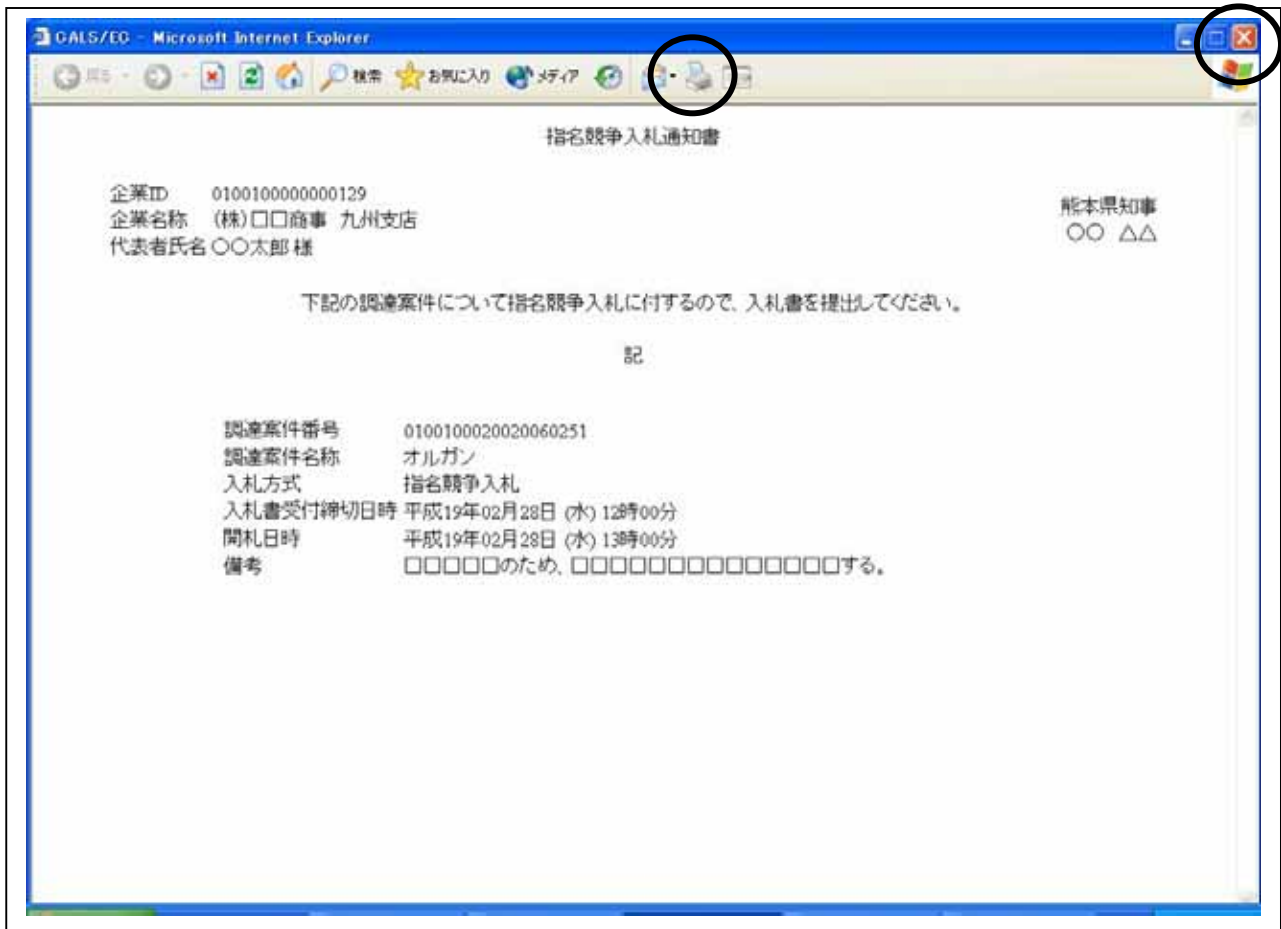 CALS/EC - Microsoft Internet Explorer
戻る 検索 お気に入り メディア
指名競争入札通知書
企業ID 0100100000000129
企業名称 (株)□□商事 九州支店
代表者氏名 〇〇太郎 様
熊本県知事
〇〇 △△
下記の調達案件について指名競争入札に付するので、入札書を提出してください。
記
調達案件番号 0100100020020060251
調達案件名称 オルガン
入札方式 指名競争入札
入札書受付締切日時 平成19年02月28日 (水) 12時00分
開札日時 平成19年02月28日 (水) 13時00分
備考 □□□□□のため、□□□□□□□□□□□□□□する。